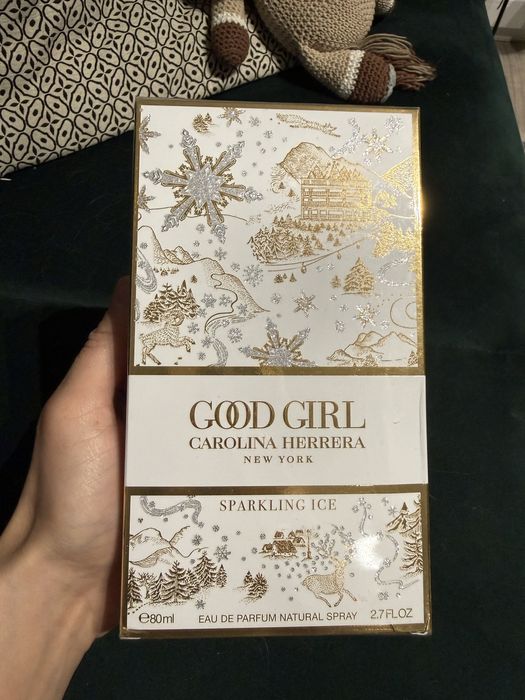 GOOD GIRL
CAROLINA HERRERA
NEW YORK
SPARKLING ICE
℮80ml EAU DE PARFUM NATURAL SPRAY 2.7 FL.OZ